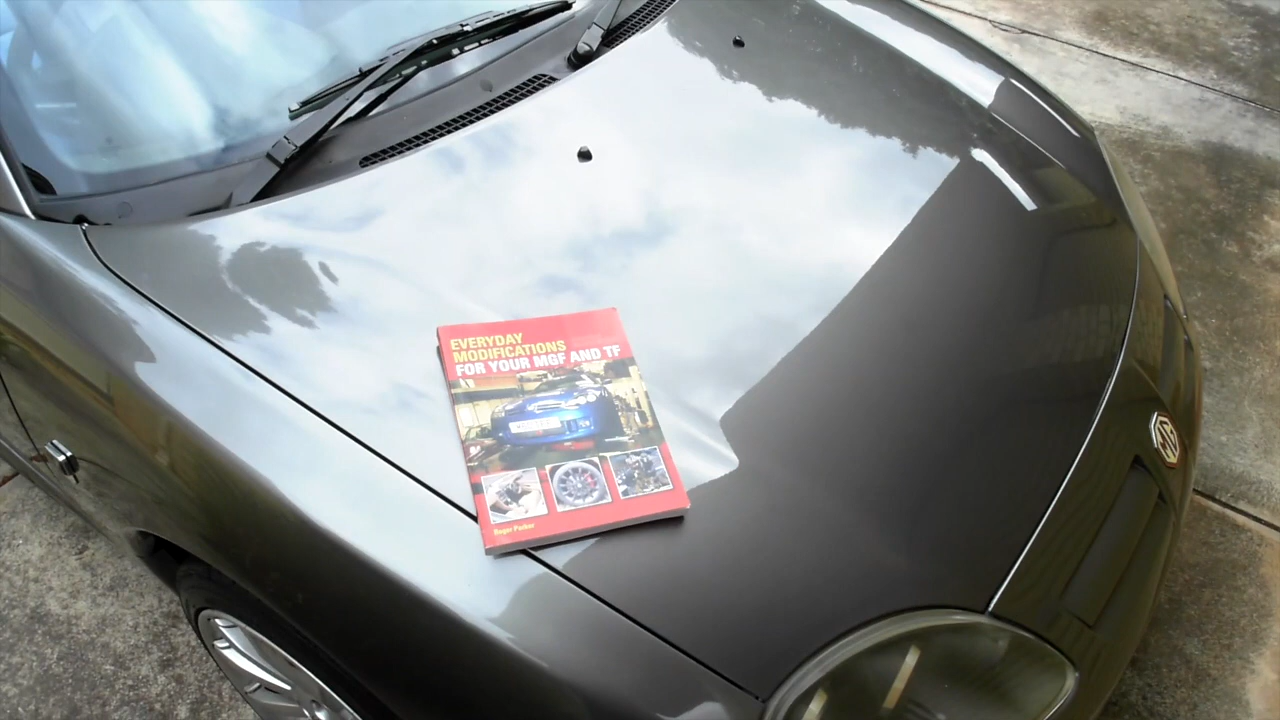 EVERYDAY
MODIFICATIONS
FOR YOUR MGF AND TF
Roger Parker
MG